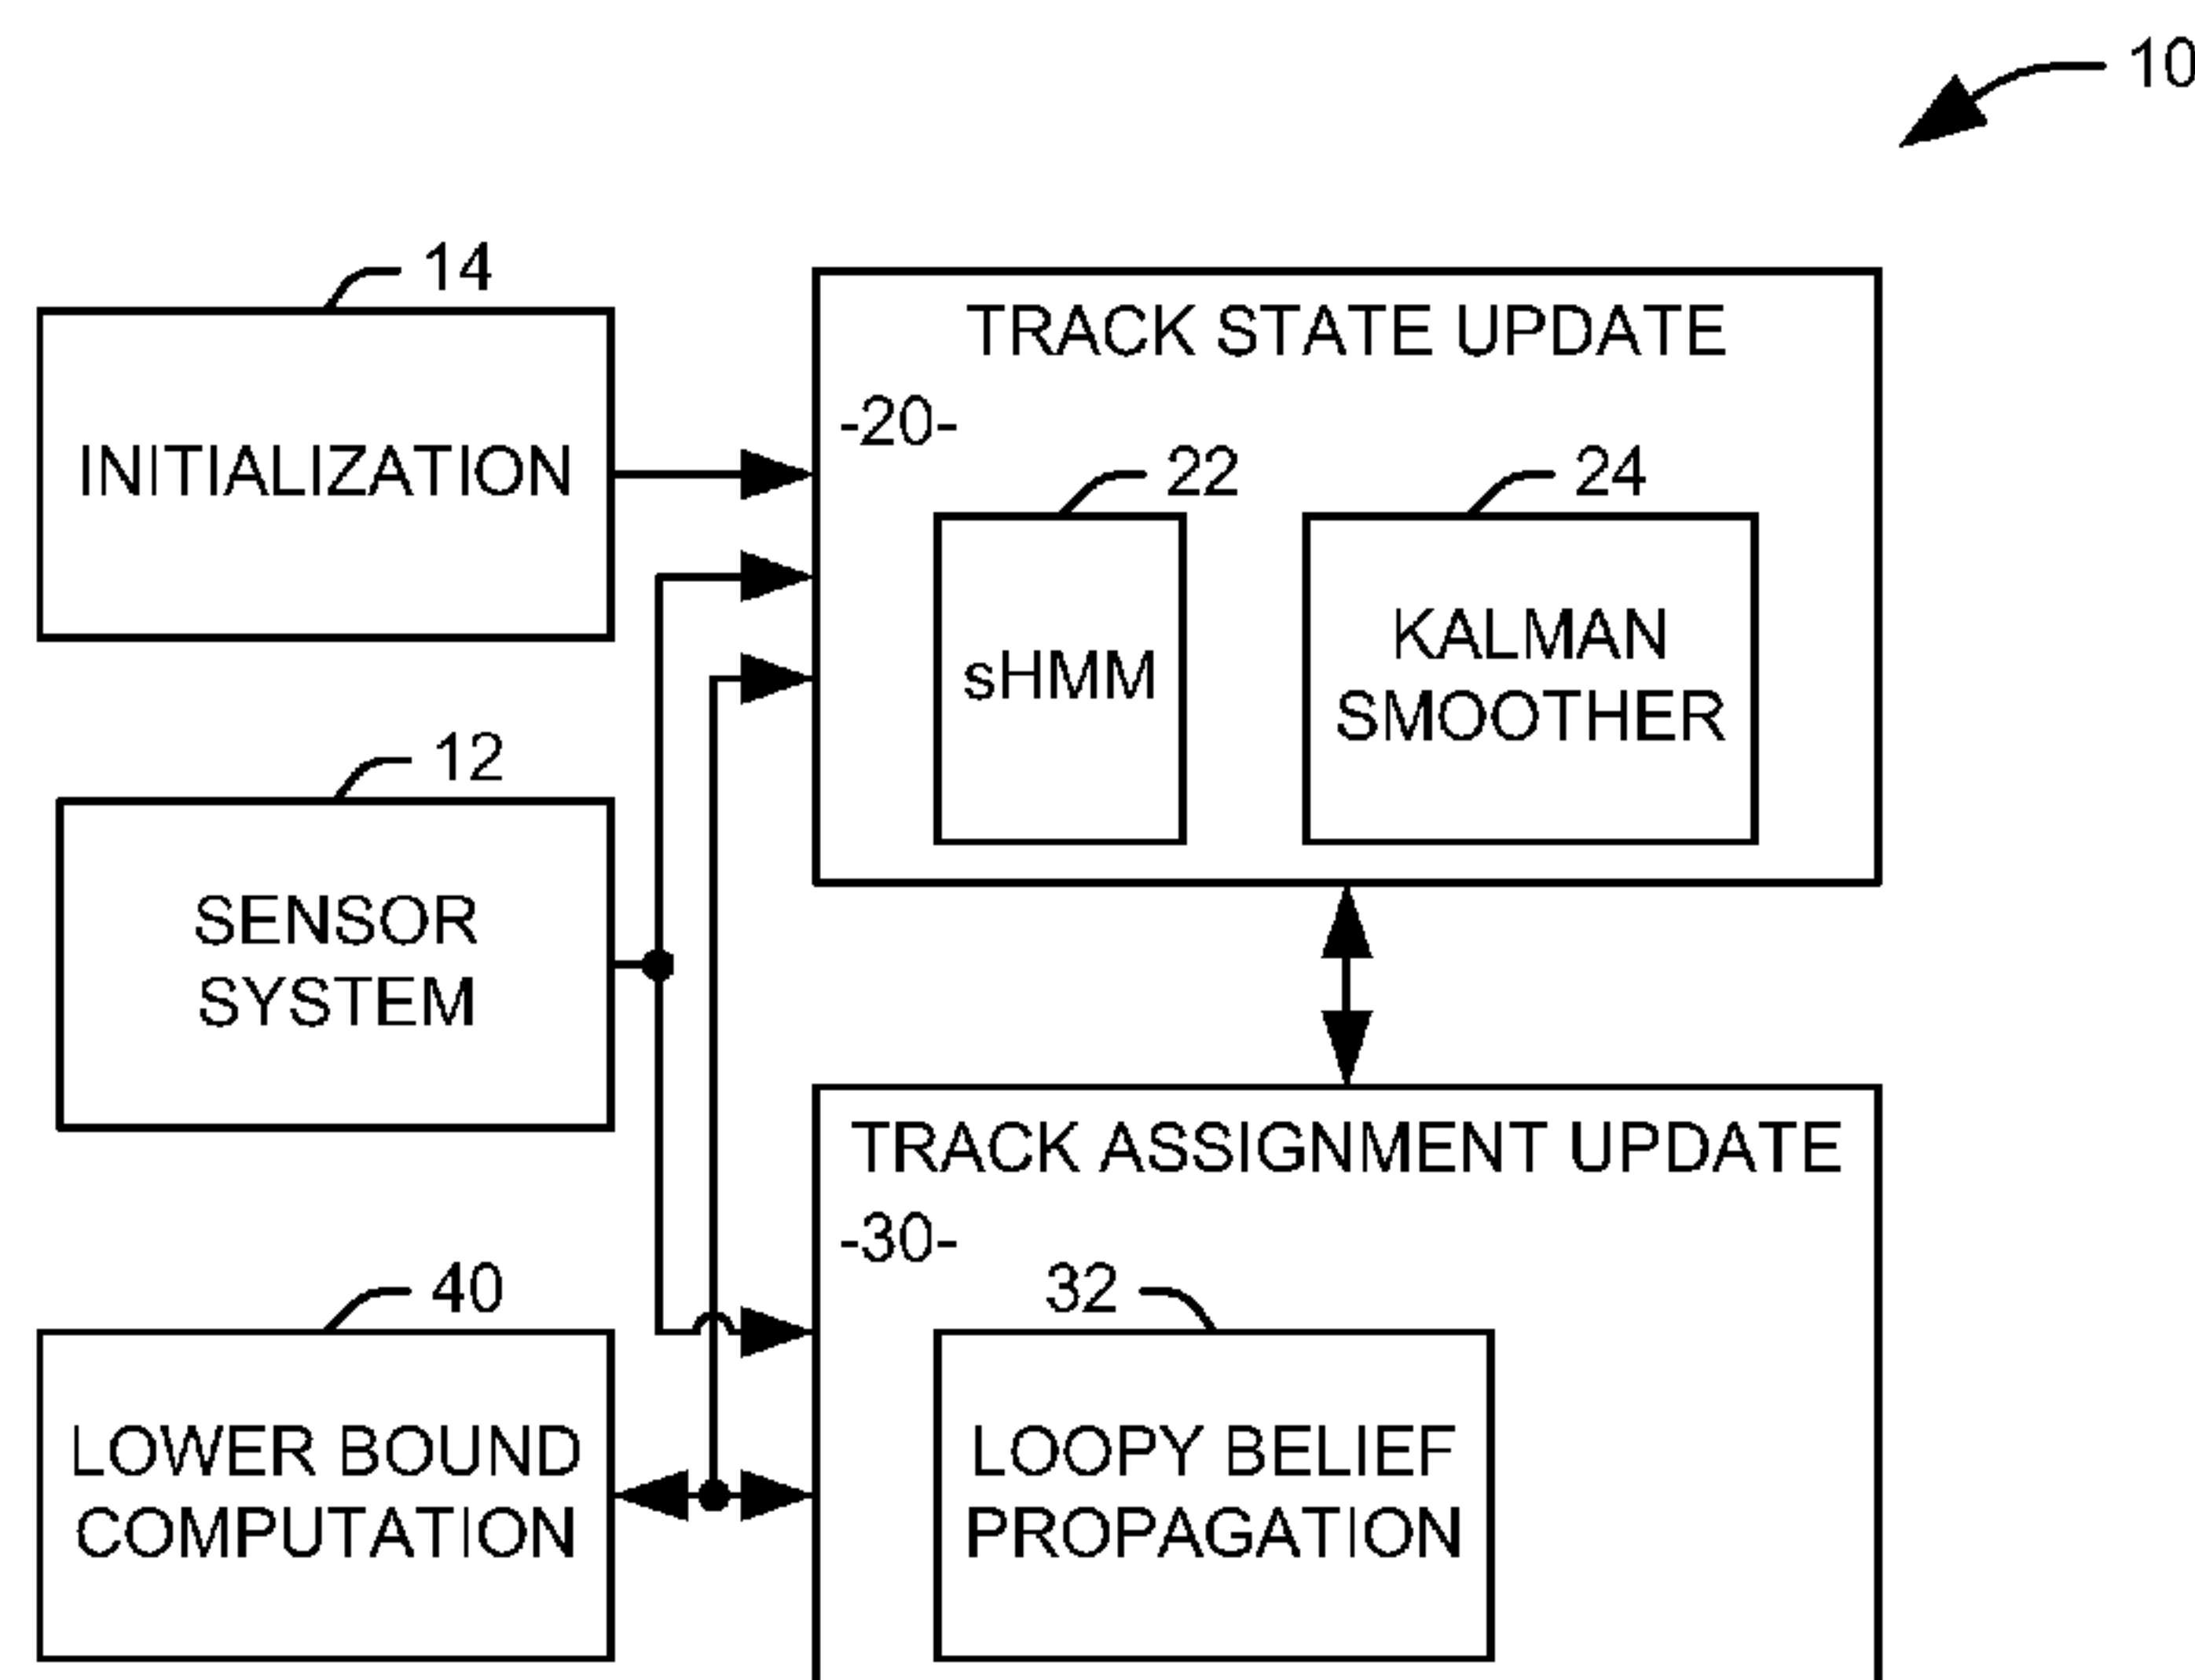 10
14
INITIALIZATION
TRACK STATE UPDATE
-20-
22
sHMM
24
KALMAN
SMOOTHER
12
SENSOR
SYSTEM
TRACK ASSIGNMENT UPDATE
-30-
32
LOOPY BELIEF
PROPAGATION
40
LOWER BOUND
COMPUTATION